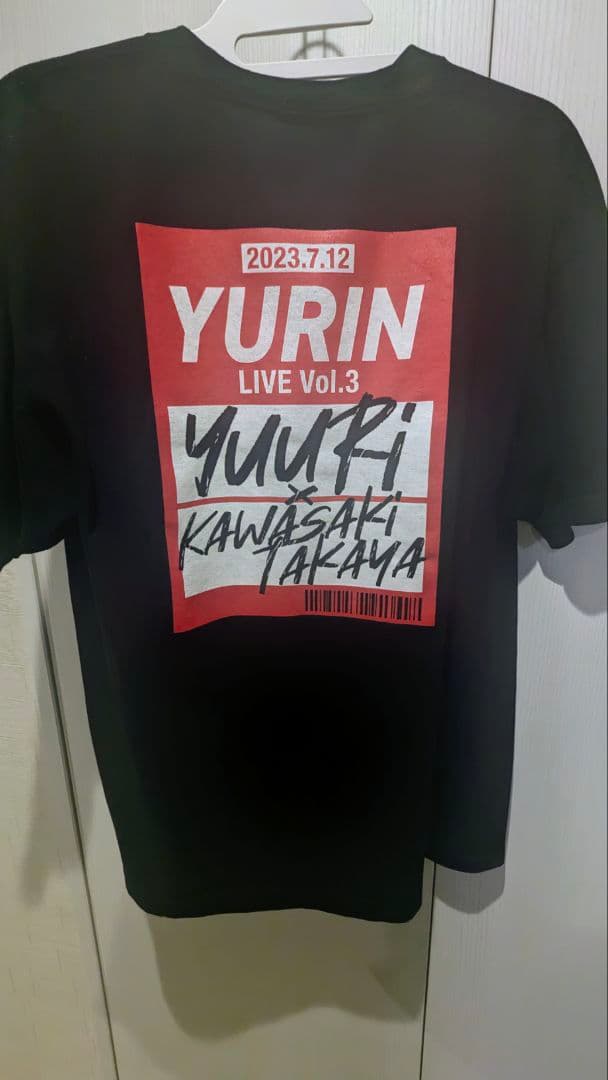 2023.7.12
YURIN
LIVE Vol.3
YUURi
×
KAWASAKi
TAKAYA